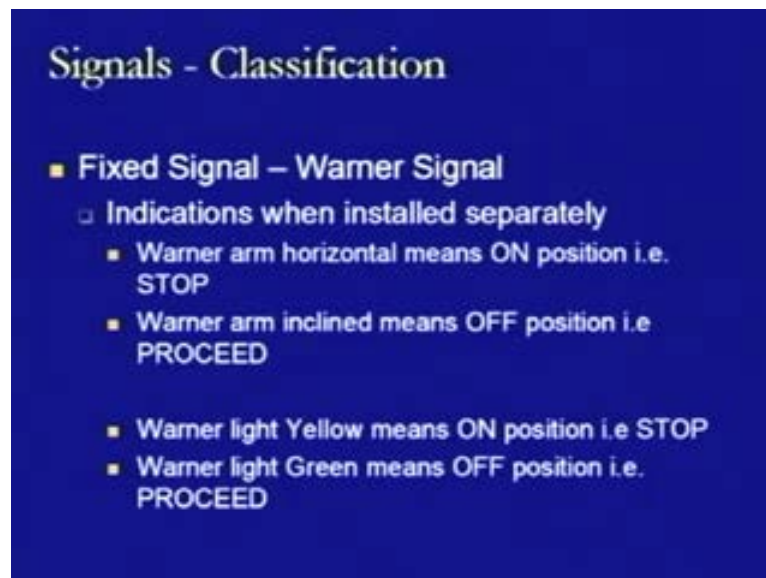 Signals - Classification
Fixed Signal – Warner Signal
Indications when installed separately
Warner arm horizontal means ON position i.e.
STOP
Warner arm inclined means OFF position i.e
PROCEED
Warner light Yellow means ON position i.e STOP
Warner light Green means OFF position i.e.
PROCEED